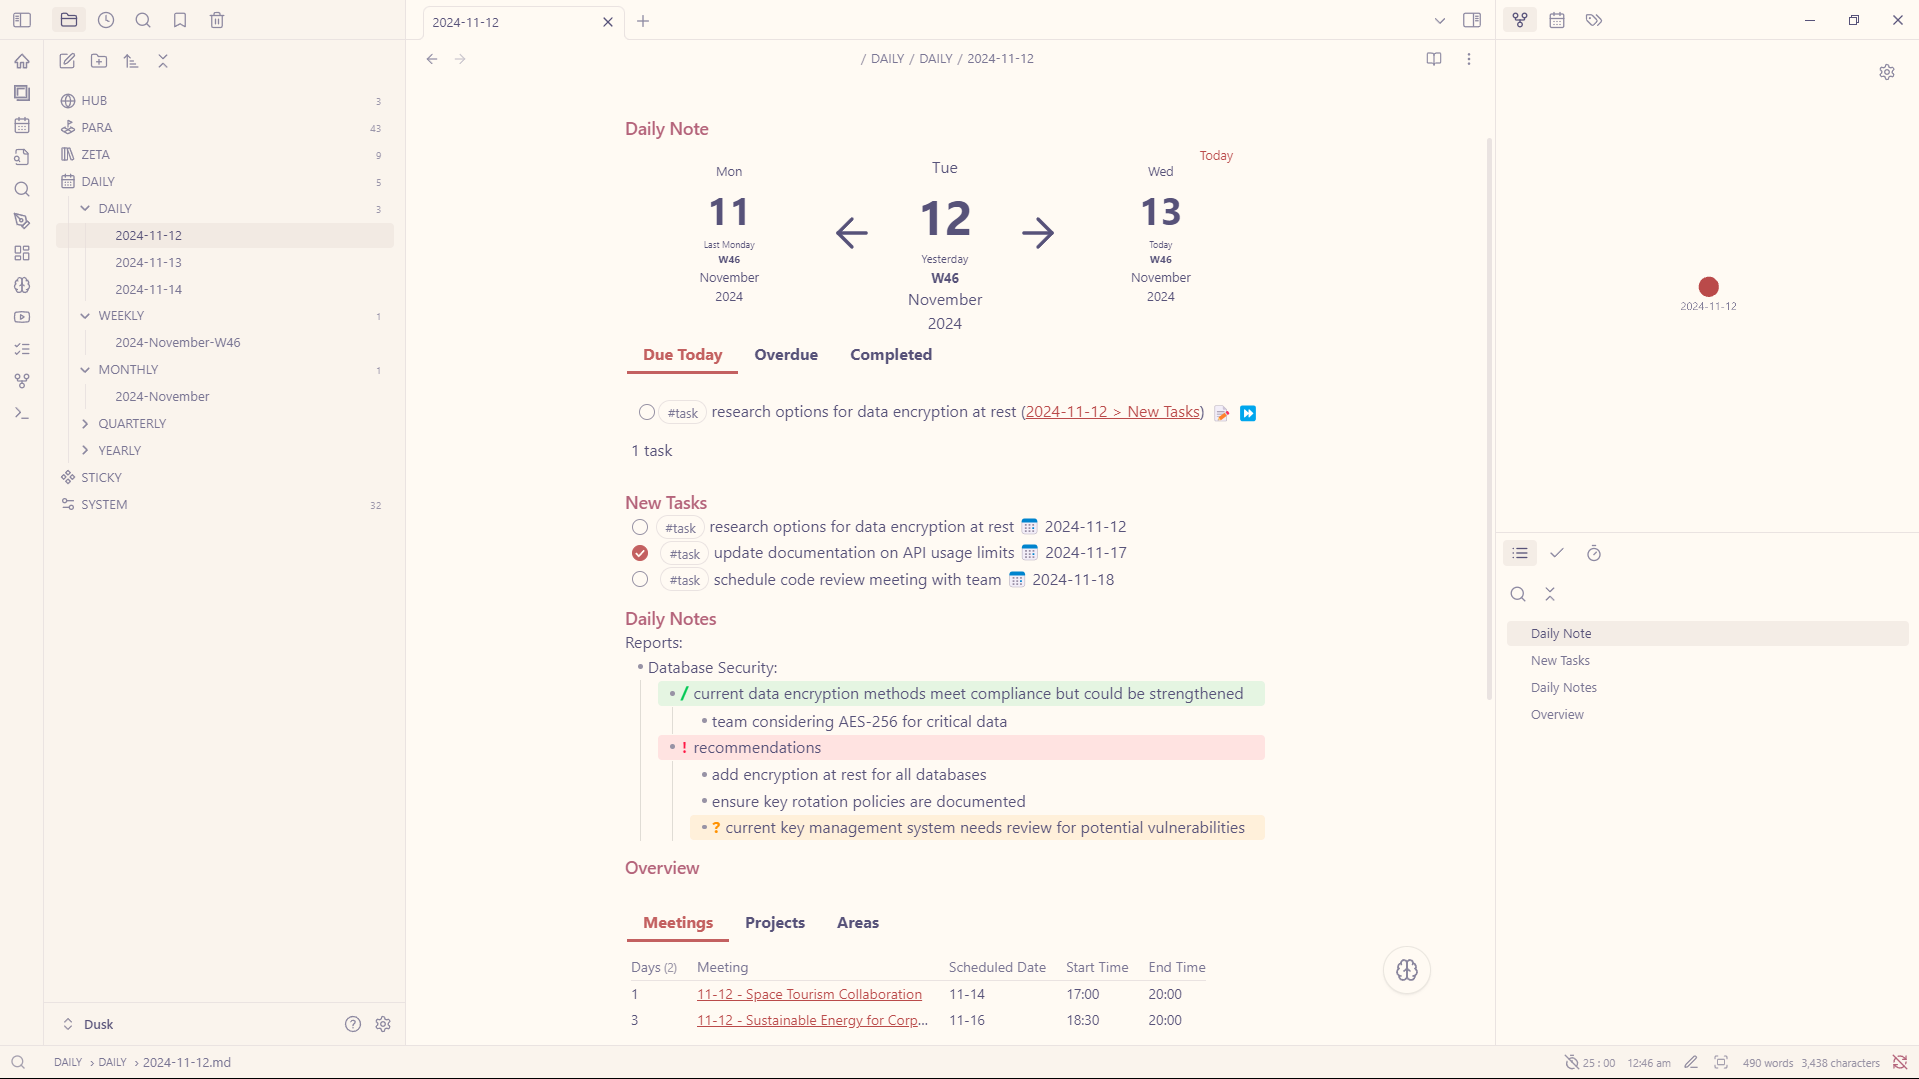 2024-11-12
/ DAILY / DAILY / 2024-11-12
HUB 3
PARA 43
ZETA 9
DAILY 5
DAILY 3
2024-11-12
2024-11-13
2024-11-14
WEEKLY 1
2024-November-W46
MONTHLY 1
2024-November
QUARTERLY
YEARLY
STICKY
SYSTEM 32
Dusk
Daily Note
Today
Mon
11
Last Monday
W46
November
2024
Tue
12
Yesterday
W46
November
2024
Wed
13
Today
W46
November
2024
Due Today Overdue Completed
#task research options for data encryption at rest (2024-11-12 > New Tasks)
1 task
New Tasks
#task research options for data encryption at rest 2024-11-12
#task update documentation on API usage limits 2024-11-17
#task schedule code review meeting with team 2024-11-18
Daily Notes
Reports:
Database Security:
/ current data encryption methods meet compliance but could be strengthened
team considering AES-256 for critical data
! recommendations
add encryption at rest for all databases
ensure key rotation policies are documented
? current key management system needs review for potential vulnerabilities
Overview
Meetings Projects Areas
Days (2) Meeting Scheduled Date Start Time End Time
1 11-12 - Space Tourism Collaboration 11-14 17:00 20:00
3 11-12 - Sustainable Energy for Corp... 11-16 18:30 20:00
2024-11-12
Daily Note
New Tasks
Daily Notes
Overview
DAILY › DAILY › 2024-11-12.md
25 : 00 12:46 am 490 words 3,438 characters